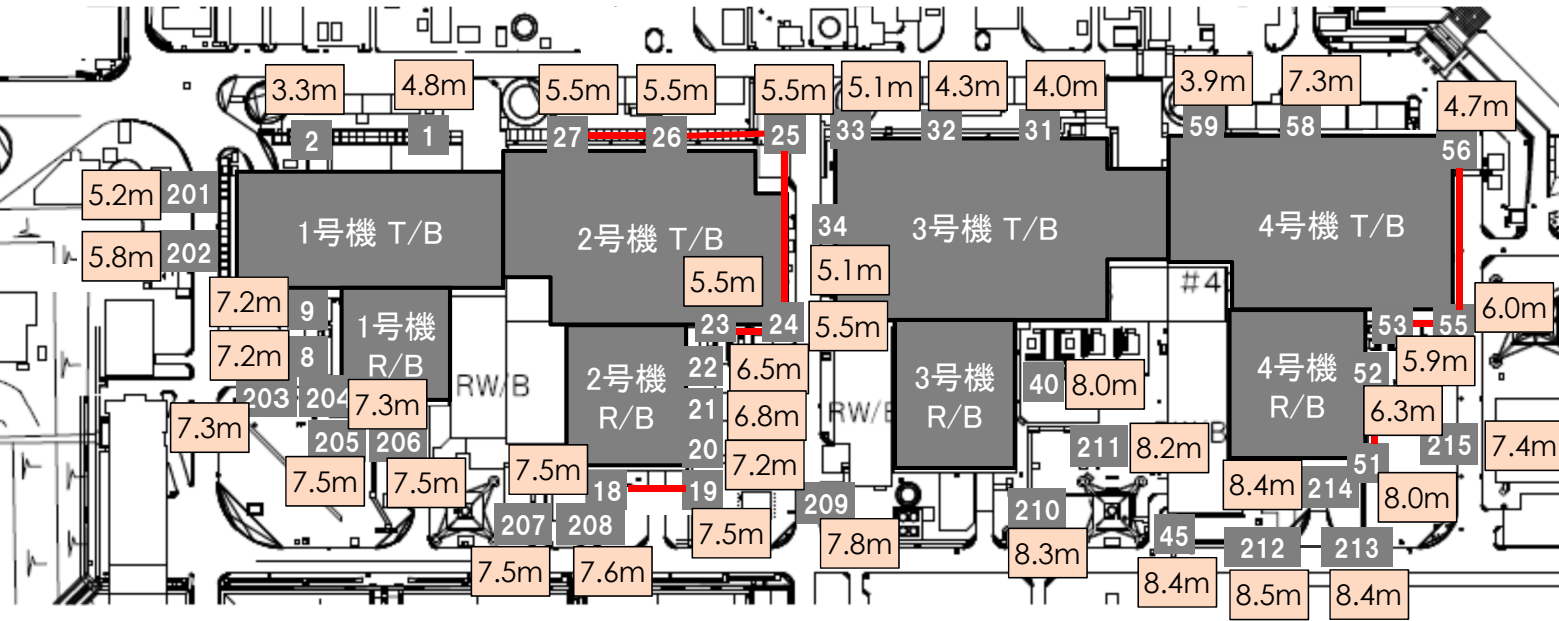 3.3m
4.8m
5.5m
5.5m
5.5m
5.1m
4.3m
4.0m
3.9m
7.3m
4.7m
2
1
27
26
25
33
32
31
59
58
56
5.2m
201
5.8m
202
1号機 T/B
2号機 T/B
34
3号機 T/B
4号機 T/B
5.5m
5.1m
#4
7.2m
9
1号機
R/B
23
24
5.5m
53
55
6.0m
7.2m
8
RW/B
2号機
R/B
22
6.5m
3号機
R/B
40
8.0m
4号機
R/B
52
5.9m
203
204
7.3m
7.3m
21
6.8m
RW/B
6.3m
205
206
20
7.2m
211
8.2m
B
215
7.4m
7.5m
7.5m
7.5m
18
19
209
210
8.4m
214
51
8.0m
207
208
7.5m
7.8m
8.3m
45
212
213
7.5m
7.6m
8.4m
8.5m
8.4m